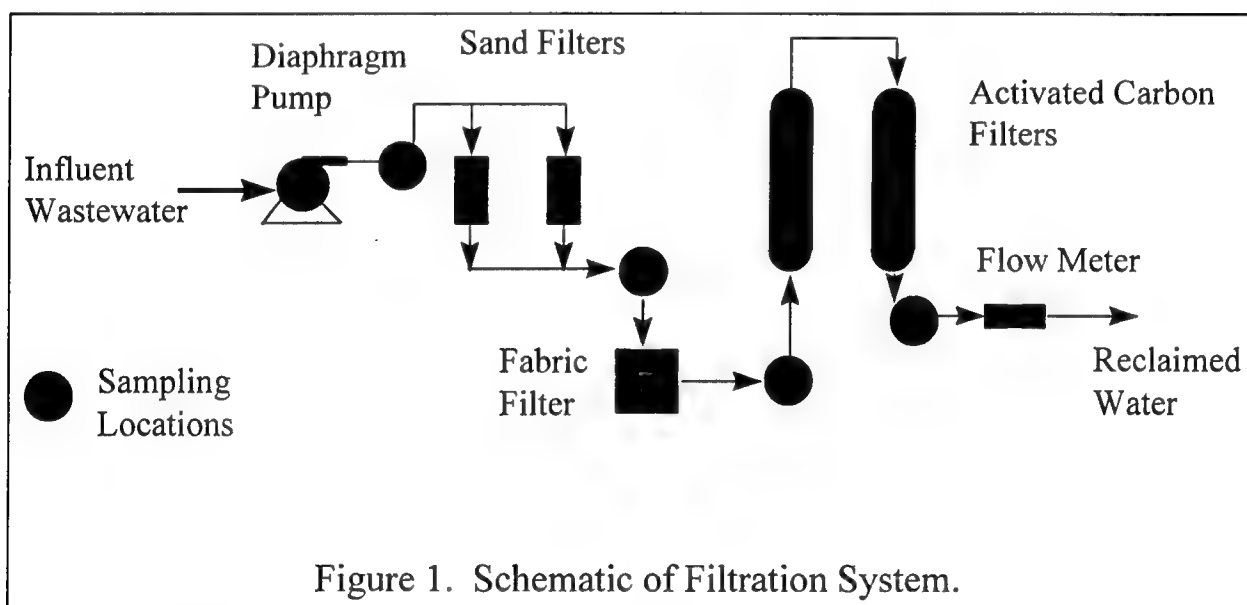 Sand Filters
Diaphragm
Pump
Activated Carbon
Filters
Influent
Wastewater
Flow Meter
Fabric
Filter
Reclaimed
Water
Sampling
Locations
Figure 1. Schematic of Filtration System.